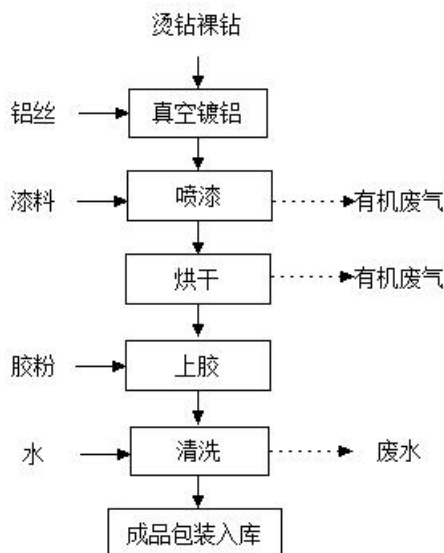 烫钻裸钻
铝丝
真空镀铝
漆料
喷漆
有机废气
烘干
有机废气
胶粉
上胶
水
清洗
废水
成品包装入库